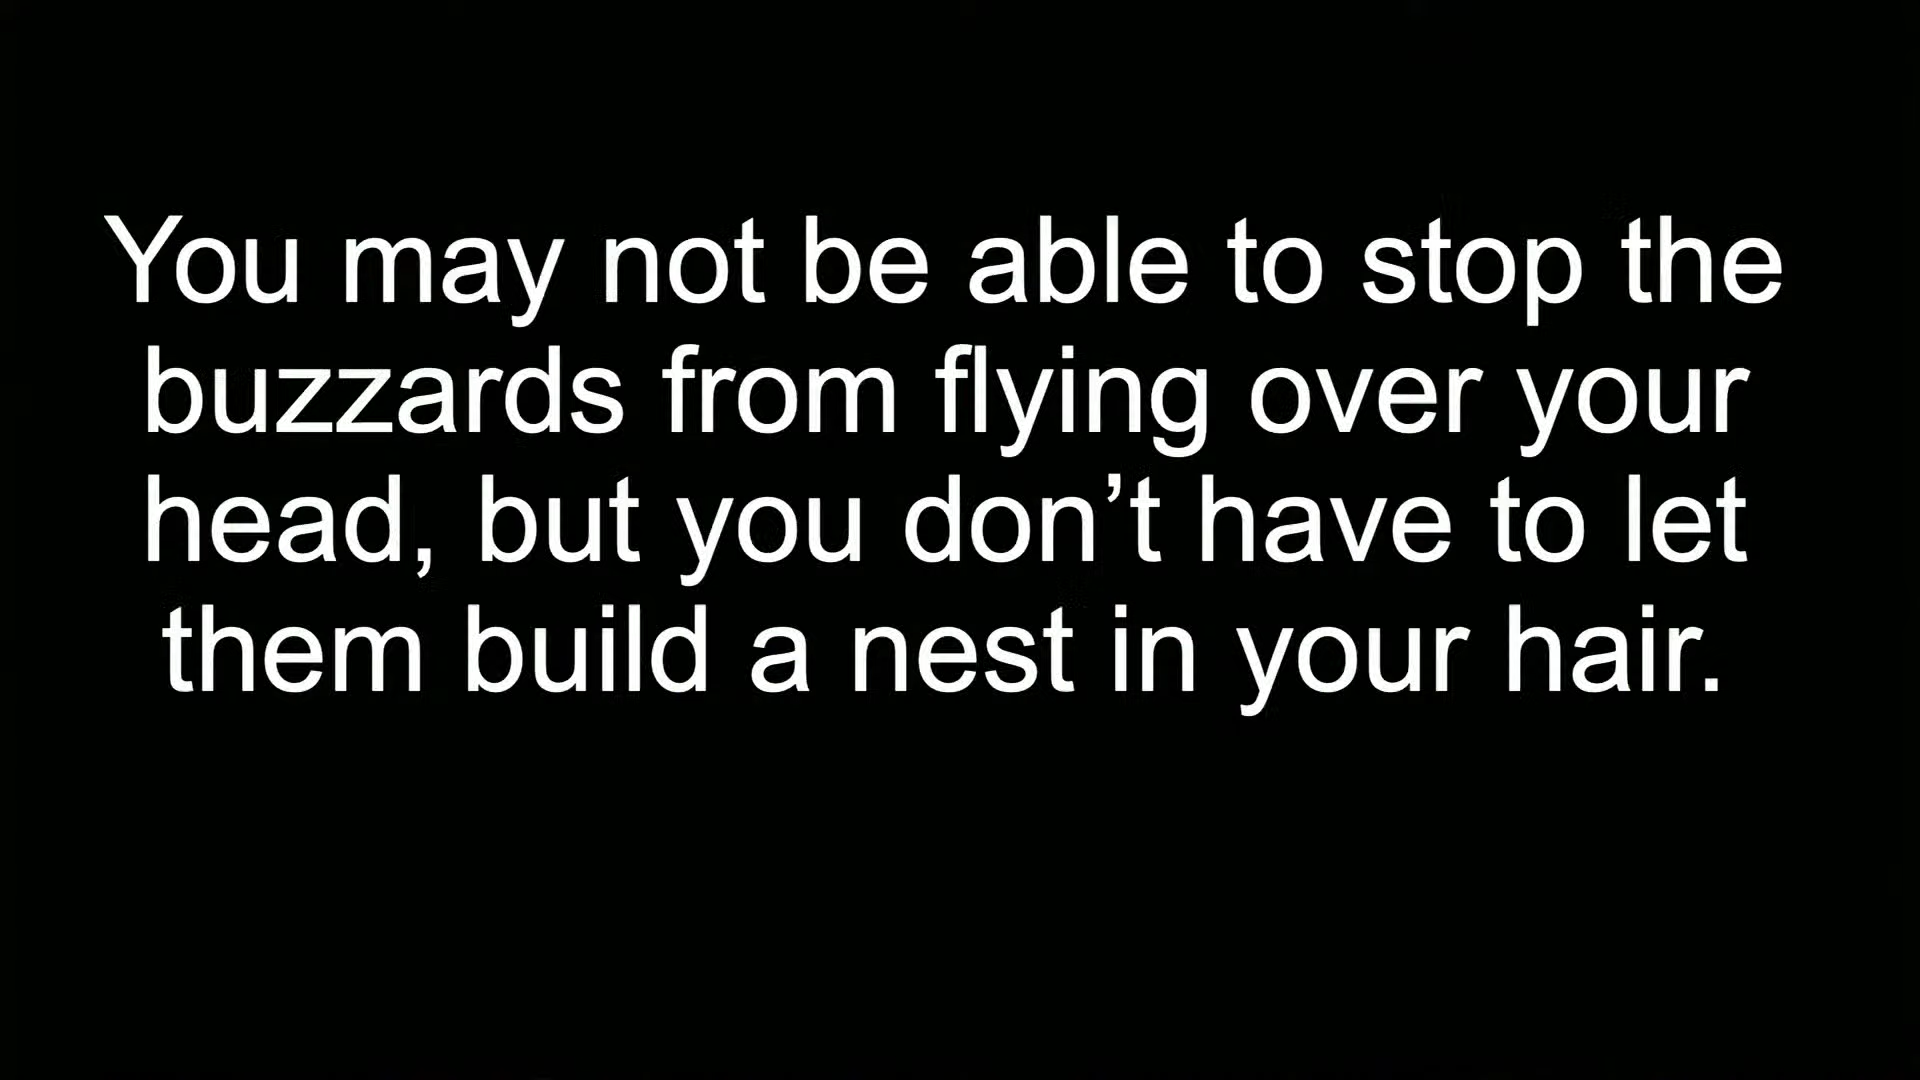 You may not be able to stop the
buzzards from flying over your
head, but you don’t have to let
them build a nest in your hair.